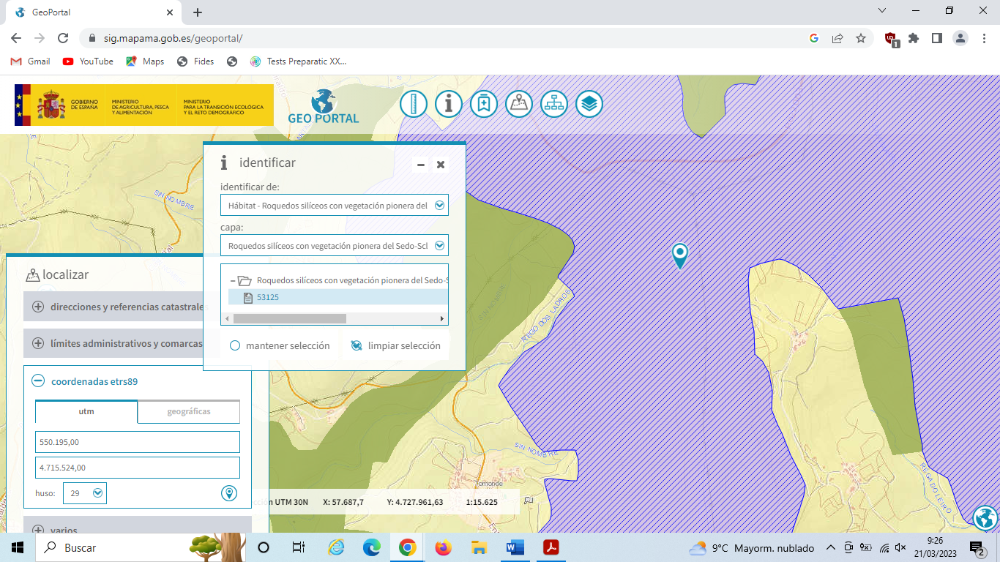 GeoPortal
sig.mapama.gob.es/geoportal/
1
Gmail
YouTube
Maps
Fides
Tests Preparatic XX...
GOBIERNO
DE ESPAÑA
MINISTERIO
DE AGRICULTURA, PESCA
Y ALIMENTACIÓN
MINISTERIO
PARA LA TRANSICIÓN ECOLÓGICA
Y EL RETO DEMOGRÁFICO
GEO PORTAL
identificar
identificar de:
Hábitat - Roquedos silíceos con vegetación pionera del
capa:
Roquedos silíceos con vegetación pionera del Sedo-Scl
Roquedos silíceos con vegetación pionera del Sedo-S
53125
mantener selección
limpiar selección
localizar
direcciones y referencias catastrales
límites administrativos y comarcas
coordenadas etrs89
utm
geográficas
550.195,00
4.715.524,00
huso:
29
varios
SIN NOMBRE
SIN NOMBRE
REGO DOS LADROS
SIN NOMBRE
Tomonde
cción UTM 30N
X: 57.687,7
Y: 4.727.961,63
1:15.625
Buscar
9°C Mayorm. nublado
9:26
21/03/2023
2